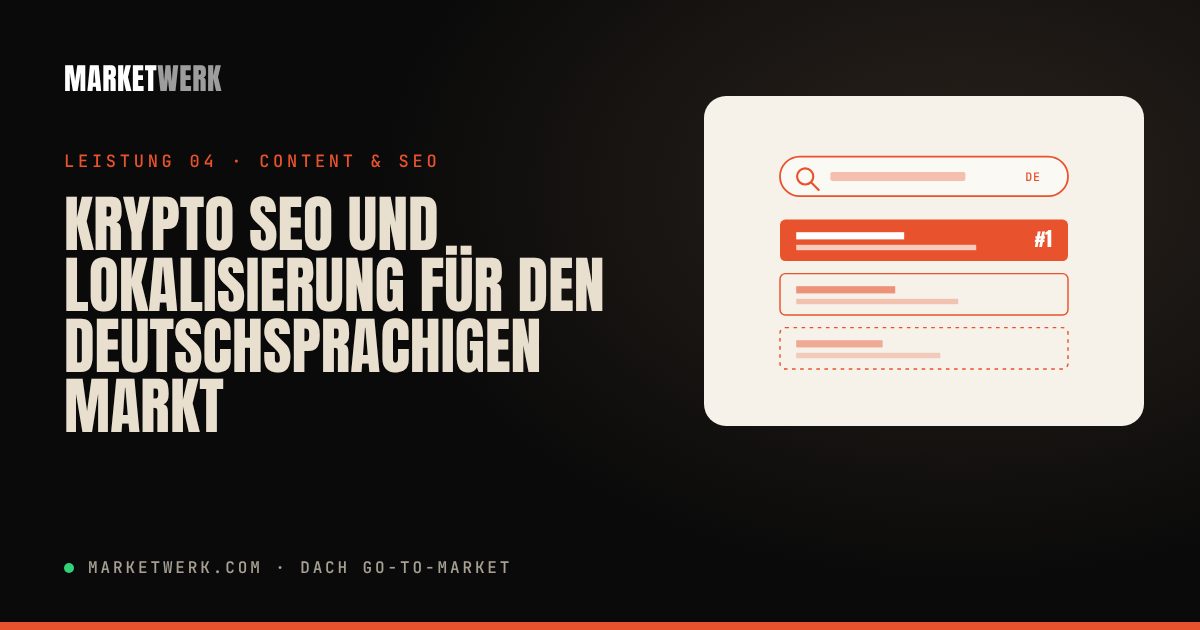 MARKETWERK
LEISTUNG 04 · CONTENT & SEO
KRYPTO SEO UND
LOKALISIERUNG FÜR DEN
DEUTSCHSPRACHIGEN
MARKT
MARKETWERK.COM · DACH GO-TO-MARKET
DE
#1